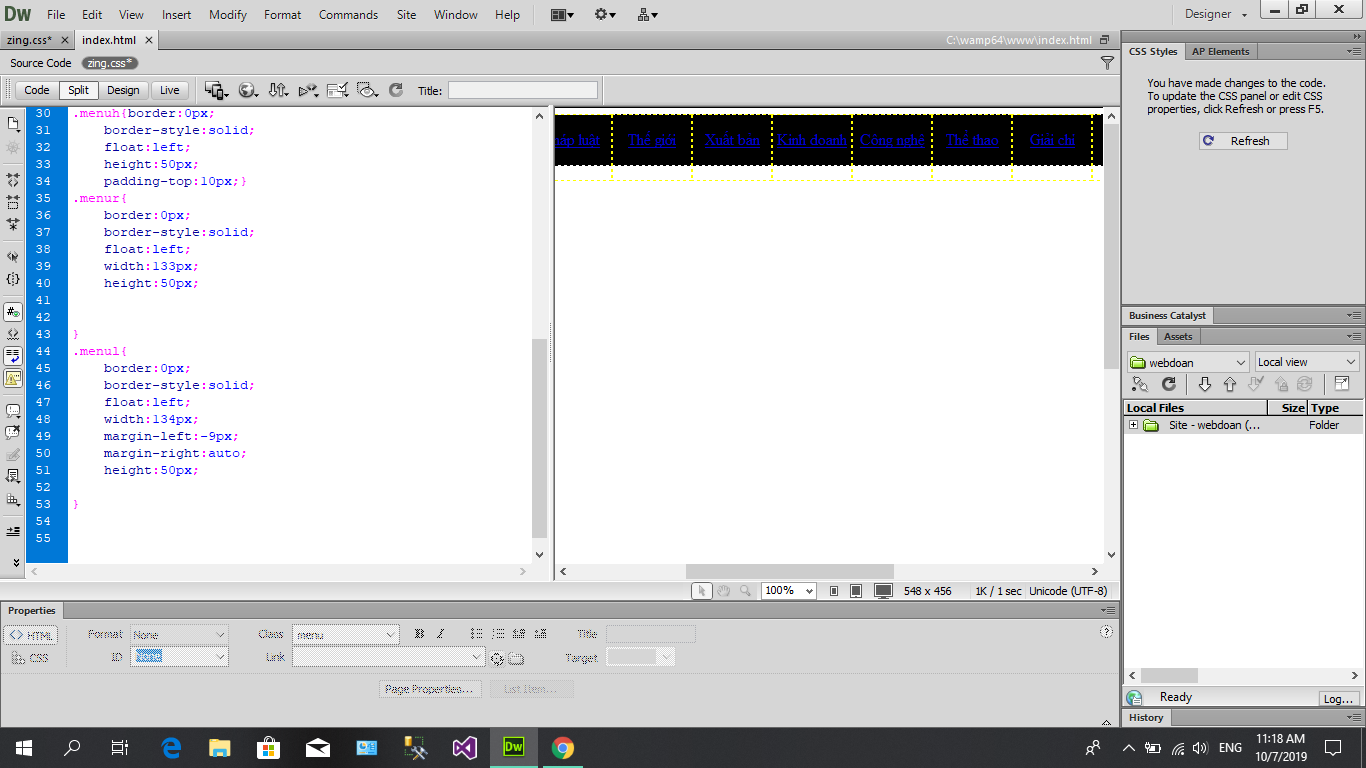 Dw File Edit View Insert Modify Format Commands Site Window Help Designer
zing.css* index.html C:\wamp64\www\index.html
Source Code zing.css*
Code Split Design Live Title:
30 .menuh{border:0px;
31 border-style:solid;
32 float:left;
33 height:50px;
34 padding-top:10px;}
35 .menur{
36 border:0px;
37 border-style:solid;
38 float:left;
39 width:133px;
40 height:50px;
41
42
43 }
44 .menul{
45 border:0px;
46 border-style:solid;
47 float:left;
48 width:134px;
49 margin-left:-9px;
50 margin-right:auto;
51 height:50px;
52
53 }
54
55
háp luật Thế giới Xuất bản Kinh doanh Công nghệ Thể thao Giải chí
100% 548 x 456 1K / 1 sec Unicode (UTF-8)
CSS Styles AP Elements
You have made changes to the code.
To update the CSS panel or edit CSS
properties, click Refresh or press F5.
Refresh
Business Catalyst
Files Assets
webdoan Local view
Local Files Size Type
Site - webdoan (... Folder
Ready Log...
History
Properties
HTML Format None Class menu B I Title
CSS ID None Link Target
Page Properties... List Item...
Dw ENG 11:18 AM
10/7/2019